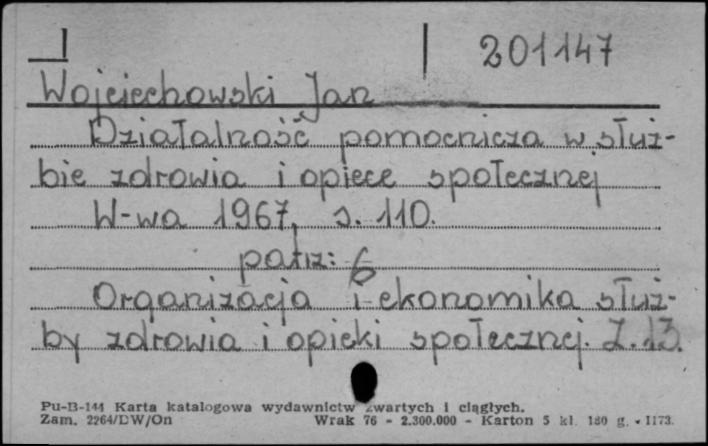 201147
Wojciechowski Jan
Działalność pomocnicza w służ-
bie zdrowia i opiece społecznej
W-wa 1967, s. 110.
patrz: 6
Organizacja i ekonomika służ-
by zdrowia i opieki społecznej. Z. 13.
Pu-B-144 Karta katalogowa wydawnictw zwartych i ciągłych.
Zam. 2264/DW/On Wrak 76 - 2.300.000 - Karton 5 kl. 180 g. - 1173.